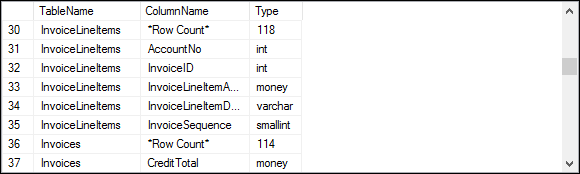 TableName ColumnName Type
30 InvoiceLineItems *Row Count* 118
31 InvoiceLineItems AccountNo int
32 InvoiceLineItems InvoiceID int
33 InvoiceLineItems InvoiceLineItemA... money
34 InvoiceLineItems InvoiceLineItemD... varchar
35 InvoiceLineItems InvoiceSequence smallint
36 Invoices *Row Count* 114
37 Invoices CreditTotal money